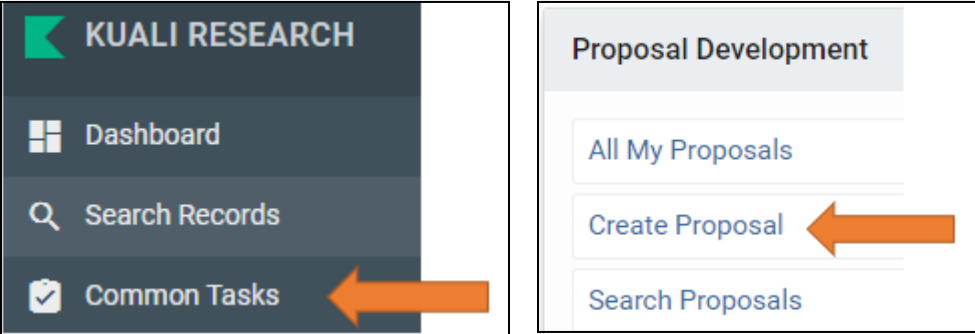 KUALI RESEARCH
Dashboard
Search Records
Common Tasks
Proposal Development
All My Proposals
Create Proposal
Search Proposals